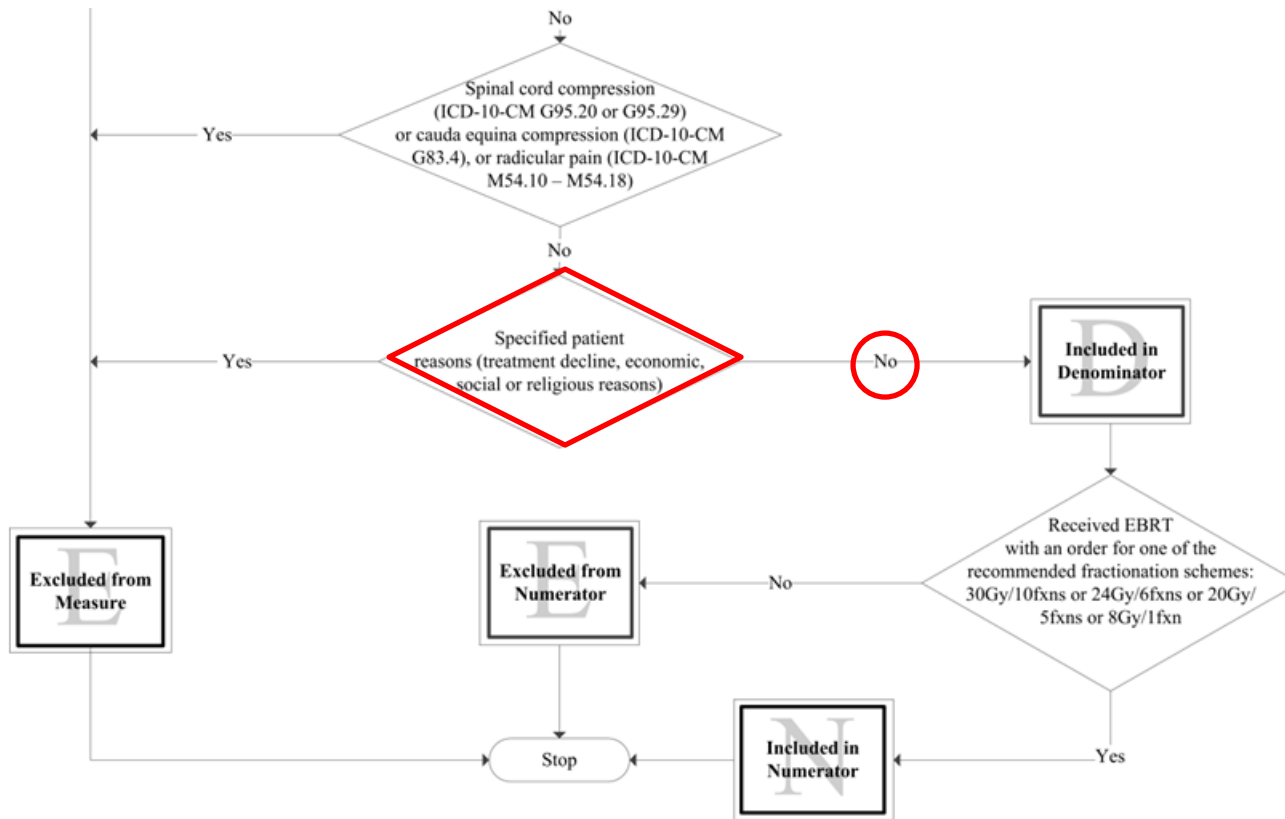 No
Spinal cord compression
(ICD-10-CM G95.20 or G95.29)
or cauda equina compression (ICD-10-CM
G83.4), or radicular pain (ICD-10-CM
M54.10 – M54.18)
Yes
No
Specified patient
reasons (treatment decline, economic,
social or religious reasons)
Yes
No
D
Included in
Denominator
Received EBRT
with an order for one of the
recommended fractionation schemes:
30Gy/10fxns or 24Gy/6fxns or 20Gy/
5fxns or 8Gy/1fxn
No
E
Excluded from
Numerator
E
Excluded from
Measure
Yes
N
Included in
Numerator
Stop